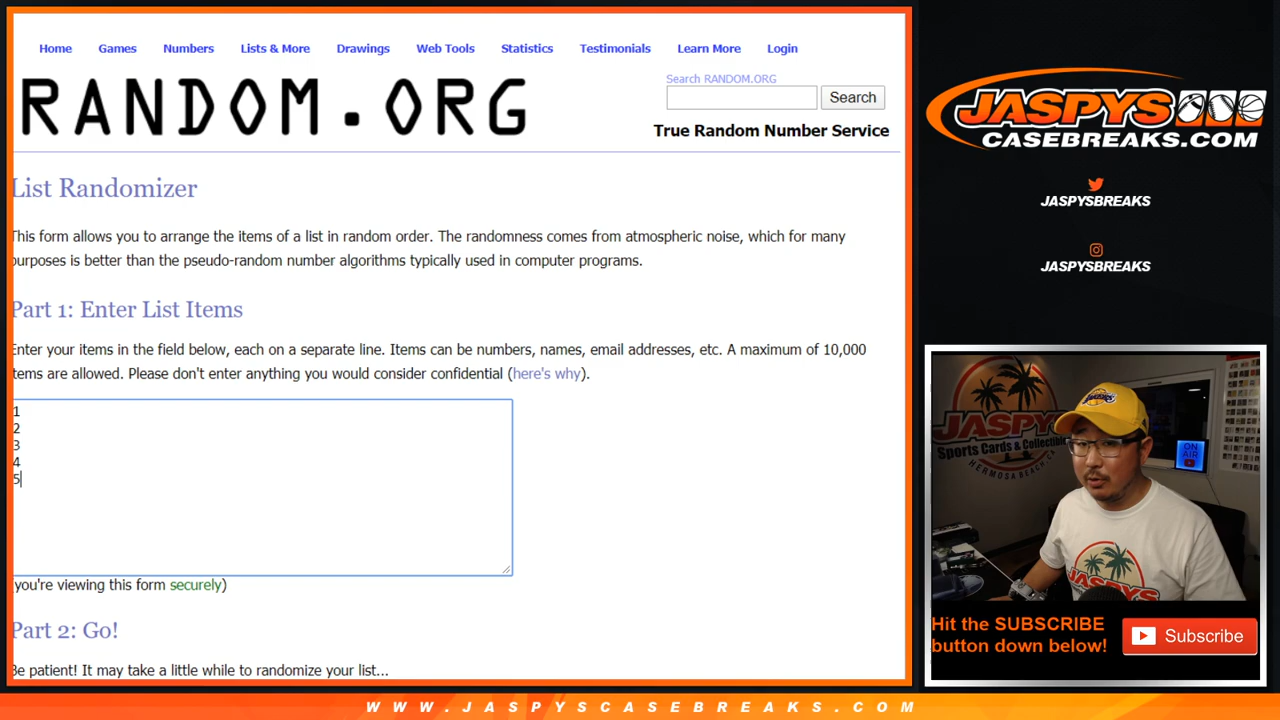 Home Games Numbers Lists & More Drawings Web Tools Statistics Testimonials Learn More Login
RANDOM.ORG
Search RANDOM.ORG
Search
True Random Number Service
List Randomizer
This form allows you to arrange the items of a list in random order. The randomness comes from atmospheric noise, which for many
purposes is better than the pseudo-random number algorithms typically used in computer programs.
Part 1: Enter List Items
Enter your items in the field below, each on a separate line. Items can be numbers, names, email addresses, etc. A maximum of 10,000
items are allowed. Please don't enter anything you would consider confidential (here's why).
1
2
3
4
5
(you're viewing this form securely)
Part 2: Go!
Be patient! It may take a little while to randomize your list...
JASPYS
CASEBREAKS.COM
JASPYSBREAKS
JASPYSBREAKS
JASPYS
Sports Cards & Collectibles
HERMOSA BEACH, CA
ON
AIR
JASPYS
Hit the SUBSCRIBE
button down below!
Subscribe
WWW.JASPYSCASEBREAKS.COM